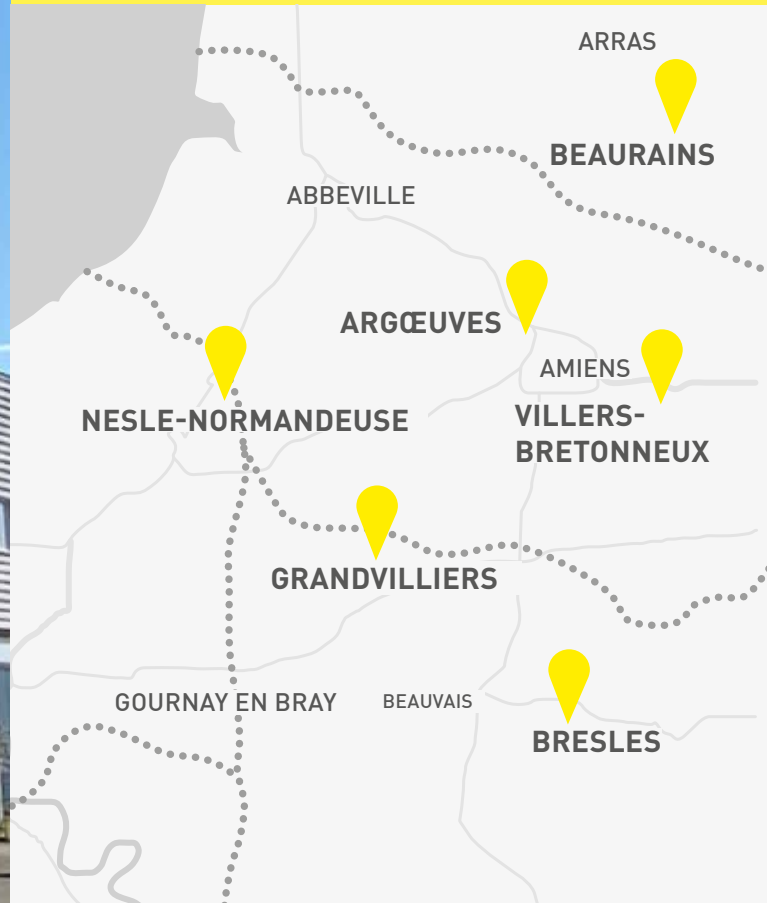 ARRAS
BEAURAINS
ABBEVILLE
ARGŒUVES
AMIENS
NESLE-NORMANDEUSE
VILLERS-
BRETONNEUX
GRANDVILLIERS
GOURNAY EN BRAY
BEAUVAIS
BRESLES